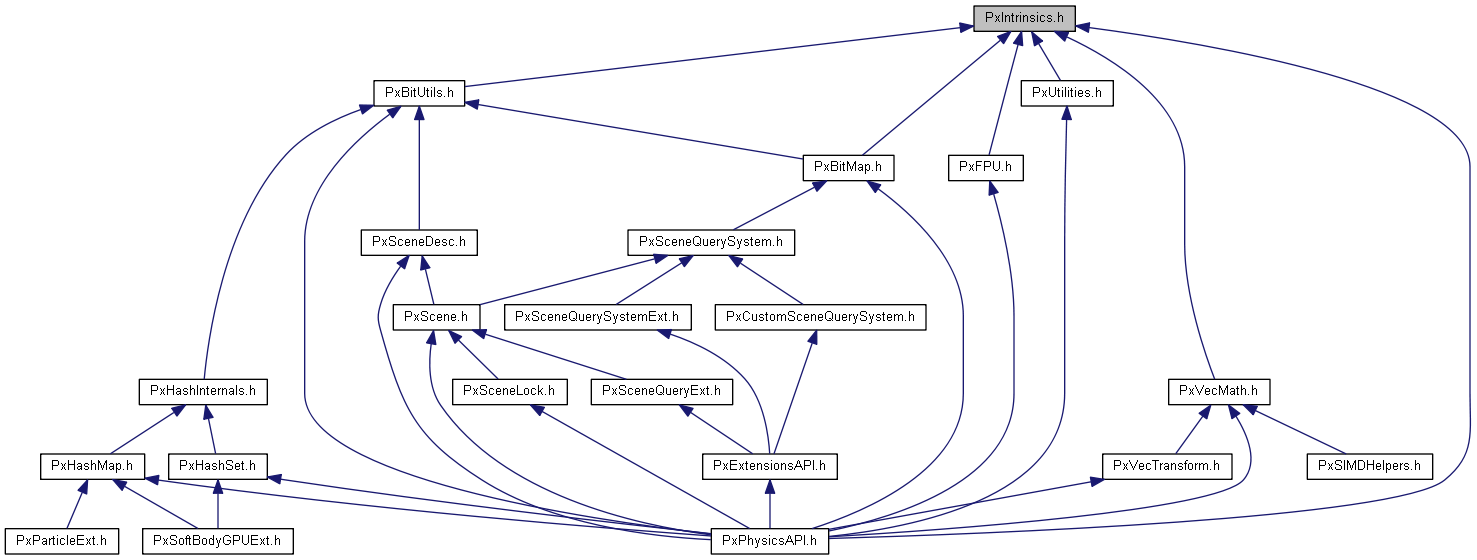 PxIntrinsics.h
PxBitUtils.h
PxUtilities.h
PxBitMap.h
PxFPU.h
PxSceneDesc.h
PxSceneQuerySystem.h
PxScene.h
PxSceneQuerySystemExt.h
PxCustomSceneQuerySystem.h
PxHashInternals.h
PxSceneLock.h
PxSceneQueryExt.h
PxVecMath.h
PxHashMap.h
PxHashSet.h
PxExtensionsAPI.h
PxVecTransform.h
PxSIMDHelpers.h
PxParticleExt.h
PxSoftBodyGPUExt.h
PxPhysicsAPI.h